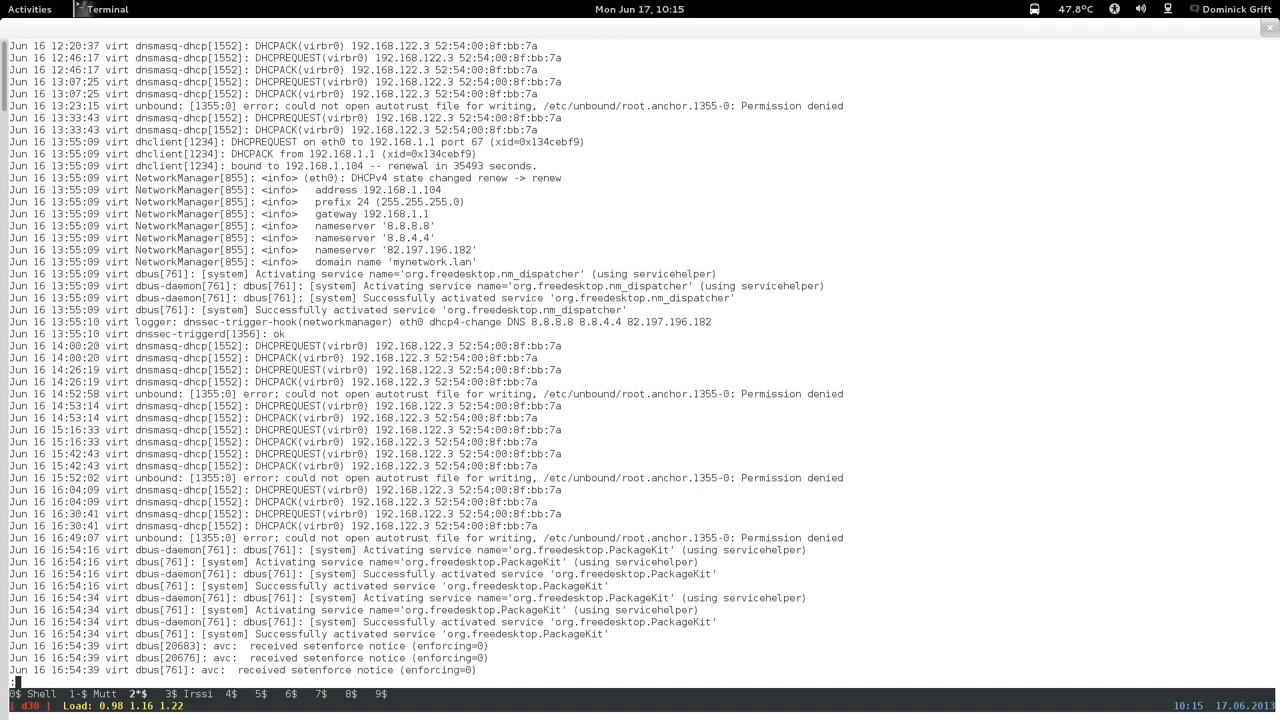 Activities Terminal Mon Jun 17, 10:15 47.8°C Dominick Grift
Jun 16 12:20:37 virt dnsmasq-dhcp[1552]: DHCPACK(virbr0) 192.168.122.3 52:54:00:8f:bb:7a
Jun 16 12:46:17 virt dnsmasq-dhcp[1552]: DHCPREQUEST(virbr0) 192.168.122.3 52:54:00:8f:bb:7a
Jun 16 12:46:17 virt dnsmasq-dhcp[1552]: DHCPACK(virbr0) 192.168.122.3 52:54:00:8f:bb:7a
Jun 16 13:07:25 virt dnsmasq-dhcp[1552]: DHCPREQUEST(virbr0) 192.168.122.3 52:54:00:8f:bb:7a
Jun 16 13:07:25 virt dnsmasq-dhcp[1552]: DHCPACK(virbr0) 192.168.122.3 52:54:00:8f:bb:7a
Jun 16 13:23:15 virt unbound: [1355:0] error: could not open autotrust file for writing, /etc/unbound/root.anchor.1355-0: Permission denied
Jun 16 13:33:43 virt dnsmasq-dhcp[1552]: DHCPREQUEST(virbr0) 192.168.122.3 52:54:00:8f:bb:7a
Jun 16 13:33:43 virt dnsmasq-dhcp[1552]: DHCPACK(virbr0) 192.168.122.3 52:54:00:8f:bb:7a
Jun 16 13:55:09 virt dhclient[1234]: DHCPREQUEST on eth0 to 192.168.1.1 port 67 (xid=0x134cebf9)
Jun 16 13:55:09 virt dhclient[1234]: DHCPACK from 192.168.1.1 (xid=0x134cebf9)
Jun 16 13:55:09 virt dhclient[1234]: bound to 192.168.1.104 -- renewal in 35493 seconds.
Jun 16 13:55:09 virt NetworkManager[855]: <info> (eth0): DHCPv4 state changed renew -> renew
Jun 16 13:55:09 virt NetworkManager[855]: <info>   address 192.168.1.104
Jun 16 13:55:09 virt NetworkManager[855]: <info>   prefix 24 (255.255.255.0)
Jun 16 13:55:09 virt NetworkManager[855]: <info>   gateway 192.168.1.1
Jun 16 13:55:09 virt NetworkManager[855]: <info>   nameserver '8.8.8.8'
Jun 16 13:55:09 virt NetworkManager[855]: <info>   nameserver '8.8.4.4'
Jun 16 13:55:09 virt NetworkManager[855]: <info>   nameserver '82.197.196.182'
Jun 16 13:55:09 virt NetworkManager[855]: <info>   domain name 'mynetwork.lan'
Jun 16 13:55:09 virt dbus[761]: [system] Activating service name='org.freedesktop.nm_dispatcher' (using servicehelper)
Jun 16 13:55:09 virt dbus-daemon[761]: dbus[761]: [system] Activating service name='org.freedesktop.nm_dispatcher' (using servicehelper)
Jun 16 13:55:09 virt dbus-daemon[761]: dbus[761]: [system] Successfully activated service 'org.freedesktop.nm_dispatcher'
Jun 16 13:55:09 virt dbus[761]: [system] Successfully activated service 'org.freedesktop.nm_dispatcher'
Jun 16 13:55:10 virt logger: dnssec-trigger-hook(networkmanager) eth0 dhcp4-change DNS 8.8.8.8 8.8.4.4 82.197.196.182
Jun 16 13:55:10 virt dnssec-triggerd[1356]: ok
Jun 16 14:00:20 virt dnsmasq-dhcp[1552]: DHCPREQUEST(virbr0) 192.168.122.3 52:54:00:8f:bb:7a
Jun 16 14:00:20 virt dnsmasq-dhcp[1552]: DHCPACK(virbr0) 192.168.122.3 52:54:00:8f:bb:7a
Jun 16 14:26:19 virt dnsmasq-dhcp[1552]: DHCPREQUEST(virbr0) 192.168.122.3 52:54:00:8f:bb:7a
Jun 16 14:26:19 virt dnsmasq-dhcp[1552]: DHCPACK(virbr0) 192.168.122.3 52:54:00:8f:bb:7a
Jun 16 14:52:58 virt unbound: [1355:0] error: could not open autotrust file for writing, /etc/unbound/root.anchor.1355-0: Permission denied
Jun 16 14:53:14 virt dnsmasq-dhcp[1552]: DHCPREQUEST(virbr0) 192.168.122.3 52:54:00:8f:bb:7a
Jun 16 14:53:14 virt dnsmasq-dhcp[1552]: DHCPACK(virbr0) 192.168.122.3 52:54:00:8f:bb:7a
Jun 16 15:16:33 virt dnsmasq-dhcp[1552]: DHCPREQUEST(virbr0) 192.168.122.3 52:54:00:8f:bb:7a
Jun 16 15:16:33 virt dnsmasq-dhcp[1552]: DHCPACK(virbr0) 192.168.122.3 52:54:00:8f:bb:7a
Jun 16 15:42:43 virt dnsmasq-dhcp[1552]: DHCPREQUEST(virbr0) 192.168.122.3 52:54:00:8f:bb:7a
Jun 16 15:42:43 virt dnsmasq-dhcp[1552]: DHCPACK(virbr0) 192.168.122.3 52:54:00:8f:bb:7a
Jun 16 15:52:02 virt unbound: [1355:0] error: could not open autotrust file for writing, /etc/unbound/root.anchor.1355-0: Permission denied
Jun 16 16:04:09 virt dnsmasq-dhcp[1552]: DHCPREQUEST(virbr0) 192.168.122.3 52:54:00:8f:bb:7a
Jun 16 16:04:09 virt dnsmasq-dhcp[1552]: DHCPACK(virbr0) 192.168.122.3 52:54:00:8f:bb:7a
Jun 16 16:30:41 virt dnsmasq-dhcp[1552]: DHCPREQUEST(virbr0) 192.168.122.3 52:54:00:8f:bb:7a
Jun 16 16:30:41 virt dnsmasq-dhcp[1552]: DHCPACK(virbr0) 192.168.122.3 52:54:00:8f:bb:7a
Jun 16 16:49:07 virt unbound: [1355:0] error: could not open autotrust file for writing, /etc/unbound/root.anchor.1355-0: Permission denied
Jun 16 16:54:16 virt dbus-daemon[761]: dbus[761]: [system] Activating service name='org.freedesktop.PackageKit' (using servicehelper)
Jun 16 16:54:16 virt dbus[761]: [system] Activating service name='org.freedesktop.PackageKit' (using servicehelper)
Jun 16 16:54:16 virt dbus-daemon[761]: dbus[761]: [system] Successfully activated service 'org.freedesktop.PackageKit'
Jun 16 16:54:16 virt dbus[761]: [system] Successfully activated service 'org.freedesktop.PackageKit'
Jun 16 16:54:34 virt dbus-daemon[761]: dbus[761]: [system] Activating service name='org.freedesktop.PackageKit' (using servicehelper)
Jun 16 16:54:34 virt dbus[761]: [system] Activating service name='org.freedesktop.PackageKit' (using servicehelper)
Jun 16 16:54:34 virt dbus-daemon[761]: dbus[761]: [system] Successfully activated service 'org.freedesktop.PackageKit'
Jun 16 16:54:34 virt dbus[761]: [system] Successfully activated service 'org.freedesktop.PackageKit'
Jun 16 16:54:39 virt dbus[20683]: avc:  received setenforce notice (enforcing=0)
Jun 16 16:54:39 virt dbus[20676]: avc:  received setenforce notice (enforcing=0)
Jun 16 16:54:39 virt dbus[761]: avc:  received setenforce notice (enforcing=0)
:
0$ Shell  1-$ Mutt  2*$   3$ Irssi  4$   5$   6$   7$   8$   9$
[ d30 ]  Load: 0.98 1.16 1.22 10:15  17.06.2013